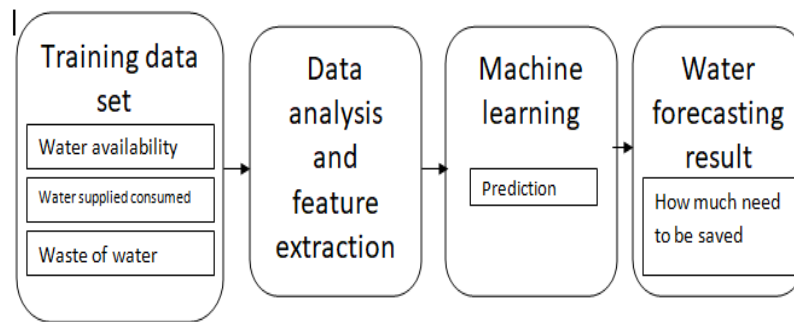 Training data
set
Water availability
Water supplied consumed
Waste of water
Data
analysis
and
feature
extraction
Machine
learning
Prediction
Water
forecasting
result
How much need
to be saved